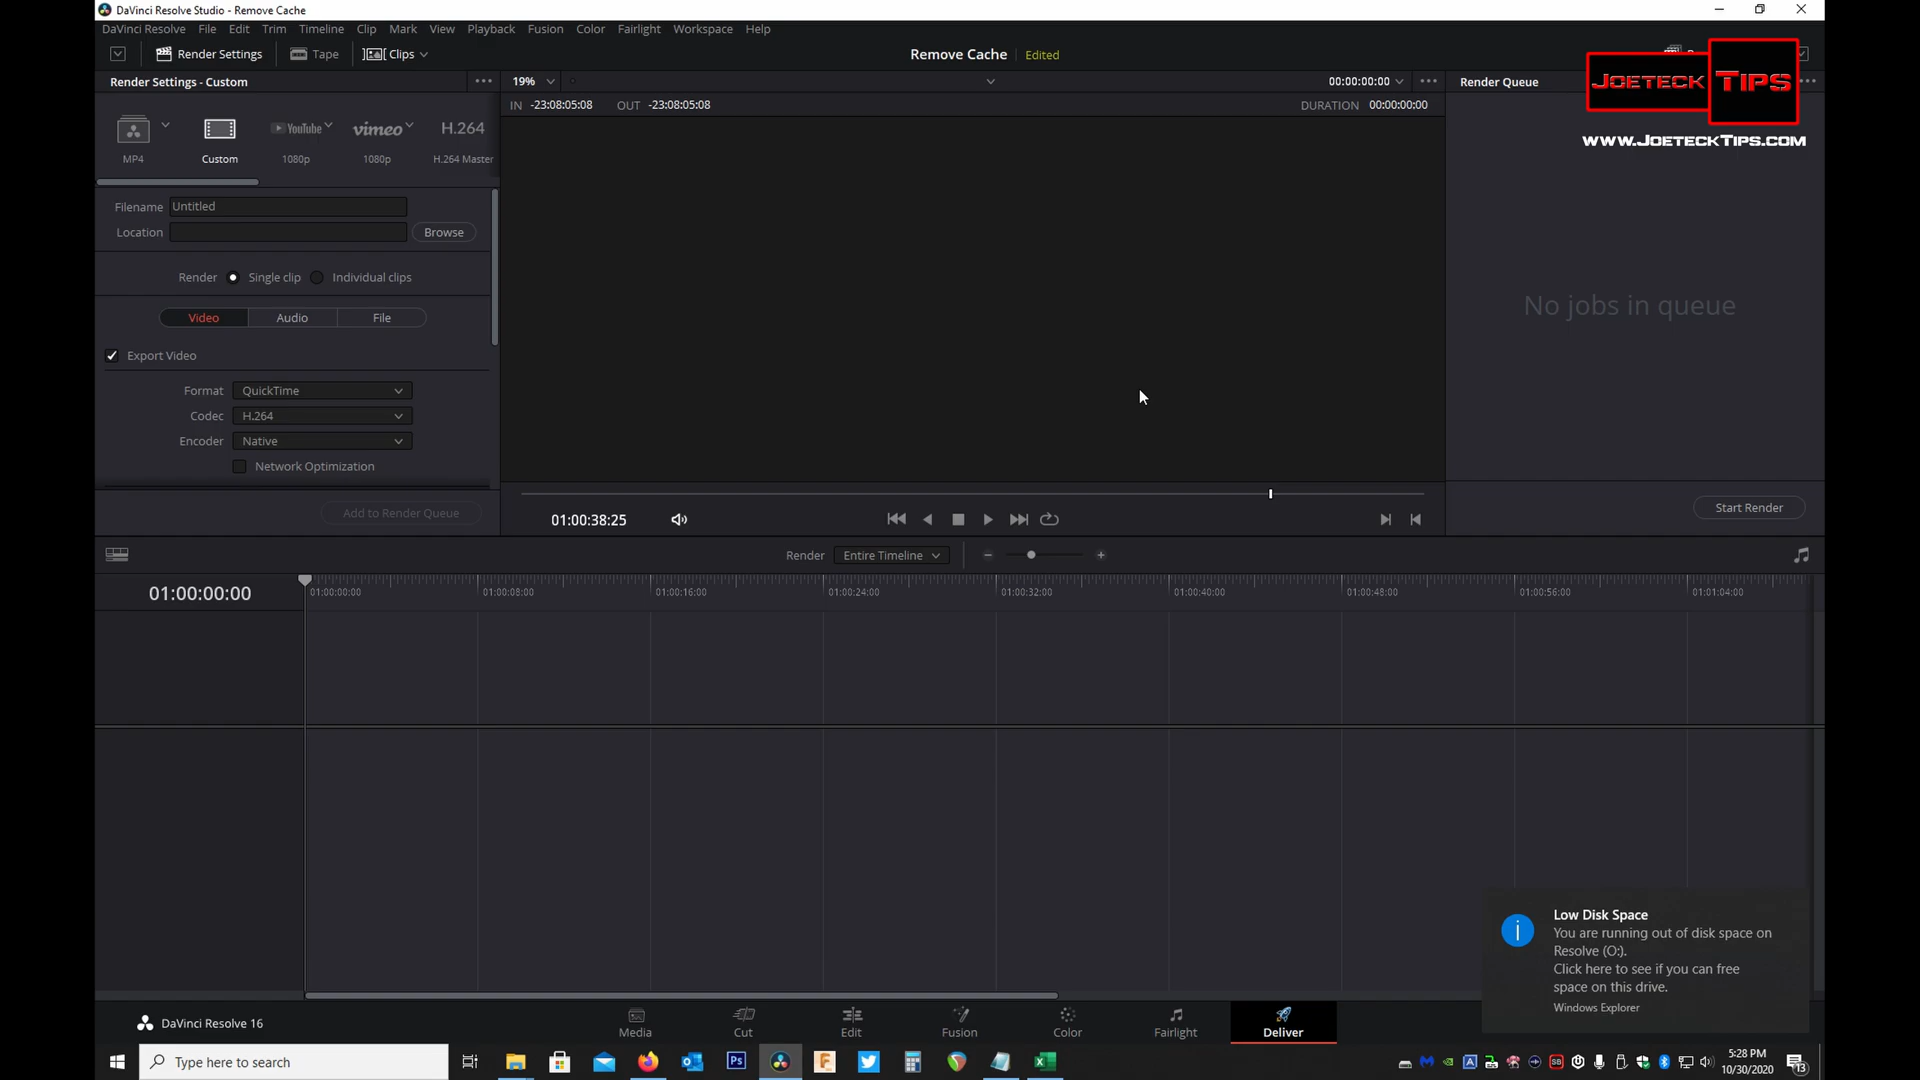 DaVinci Resolve Studio - Remove Cache
DaVinci Resolve File Edit Trim Timeline Clip Mark View Playback Fusion Color Fairlight Workspace Help
Render Settings Tape Clips
Remove Cache Edited
JOETECK TIPS
www.JOETECKTIPS.COM
Render Settings - Custom
19%
00:00:00:00
Render Queue
IN -23:08:05:08 OUT -23:08:05:08
DURATION 00:00:00:00
YouTube vimeo H.264
MP4 Custom 1080p 1080p H.264 Master
Filename Untitled
Location Browse
Render Single clip Individual clips
Video Audio File
Export Video
Format QuickTime
Codec H.264
Encoder Native
Network Optimization
Add to Render Queue
No jobs in queue
01:00:38:25
Start Render
Render Entire Timeline
01:00:00:00
01:00:00:00 01:00:08:00 01:00:16:00 01:00:24:00 01:00:32:00 01:00:40:00 01:00:48:00 01:00:56:00 01:01:04:00
Low Disk Space
You are running out of disk space on
Resolve (O:).
Click here to see if you can free
space on this drive.
Windows Explorer
DaVinci Resolve 16
Media Cut Edit Fusion Color Fairlight Deliver
Type here to search
Ps
5:28 PM
10/30/2020
13